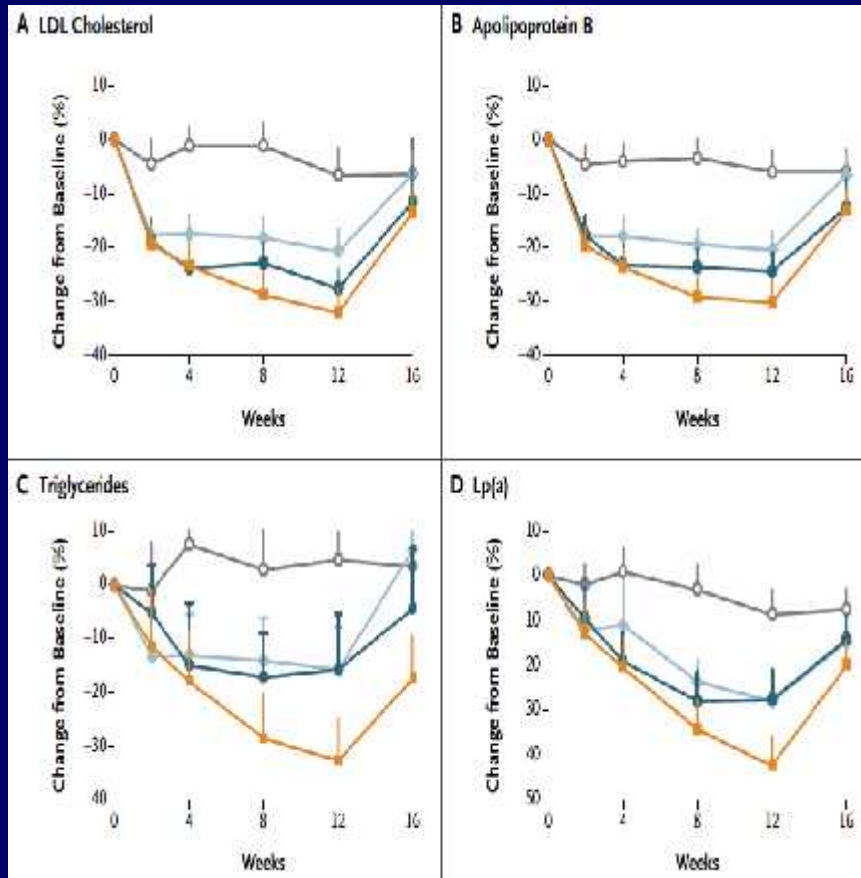 A LDL Cholesterol
Change from Baseline (%)
10
0
−10
−20
−30
−40
0 4 8 12 16
Weeks
B Apolipoprotein B
Change from Baseline (%)
10
0
−10
−20
−30
−40
0 4 8 12 16
Weeks
C Triglycerides
Change from Baseline (%)
10
0
−10
−20
−30
40
0 4 8 12 16
Weeks
D Lp(a)
Change from Baseline (%)
10
0
10
20
30
40
50
0 4 8 12 16
Weeks